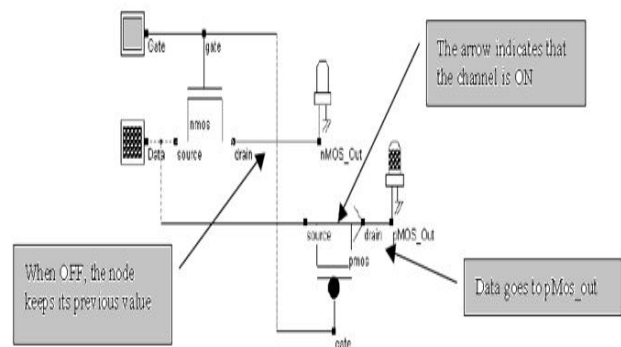 Gate
gate
The arrow indicates that
the channel is ON
nmos
Data
source
drain
nMOS_Out
source
drain
pMOS_Out
pmos
When OFF, the node
keeps its previous value
Data goes to pMos_out
gate